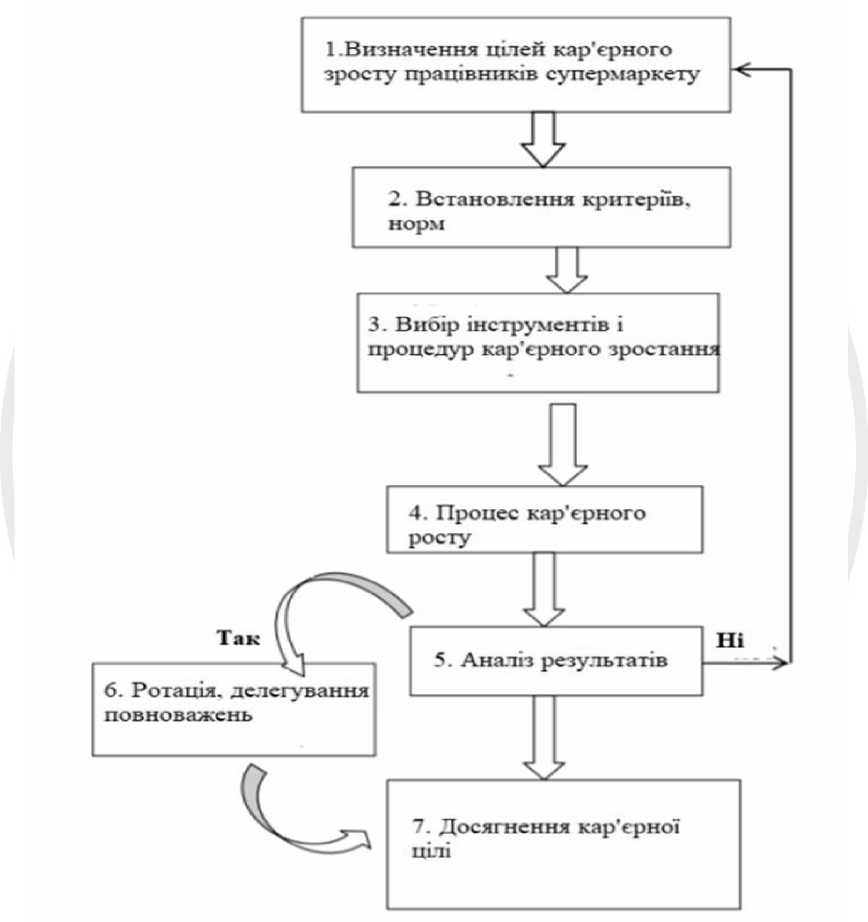 1.Визначення цілей кар'єрного
зросту працівників супермаркету
2. Встановлення критеріїв,
норм
3. Вибір інструментів і
процедур кар'єрного зростання
4. Процес кар'єрного
росту
Так
Ні
5. Аналіз результатів
6. Ротація, делегування
повноважень
7. Досягнення кар'єрної
цілі